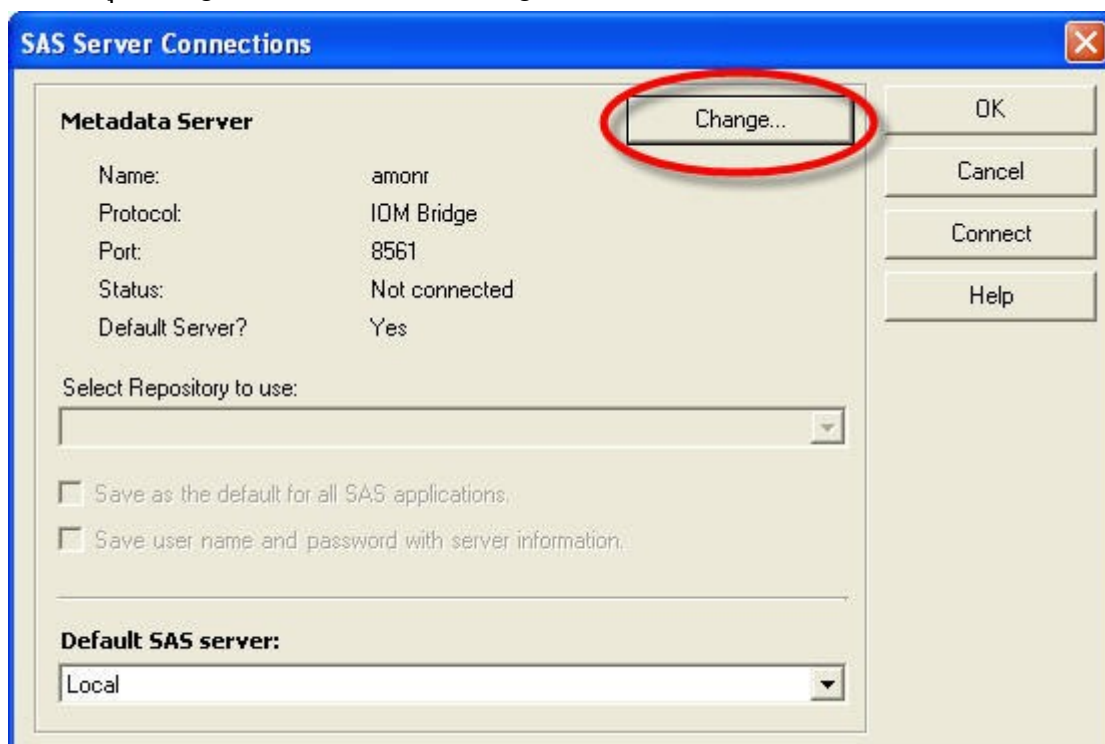 SAS Server Connections
Metadata Server
Change...
OK
Name: amonr
Cancel
Protocol: IOM Bridge
Connect
Port: 8561
Status: Not connected
Help
Default Server? Yes
Select Repository to use:
Save as the default for all SAS applications.
Save user name and password with server information.
Default SAS server:
Local